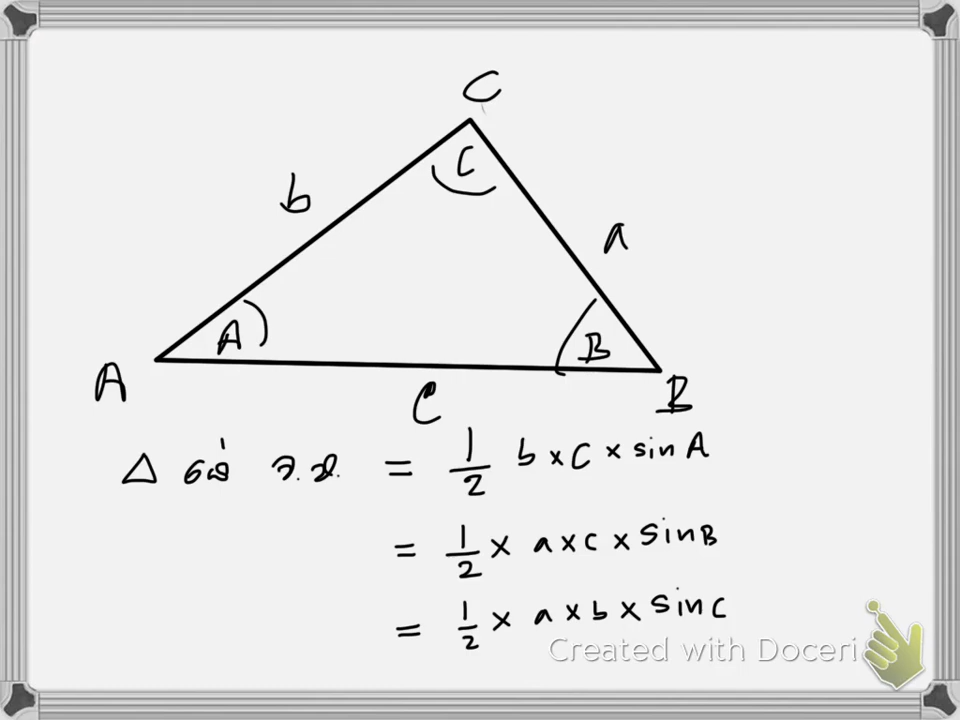 C
C
b
a
A
B
A
C
B
Δ = 1/2 b × C × sin A
= 1/2 × a × c × sin B
= 1/2 × a × b × sin C
Created with Doceri